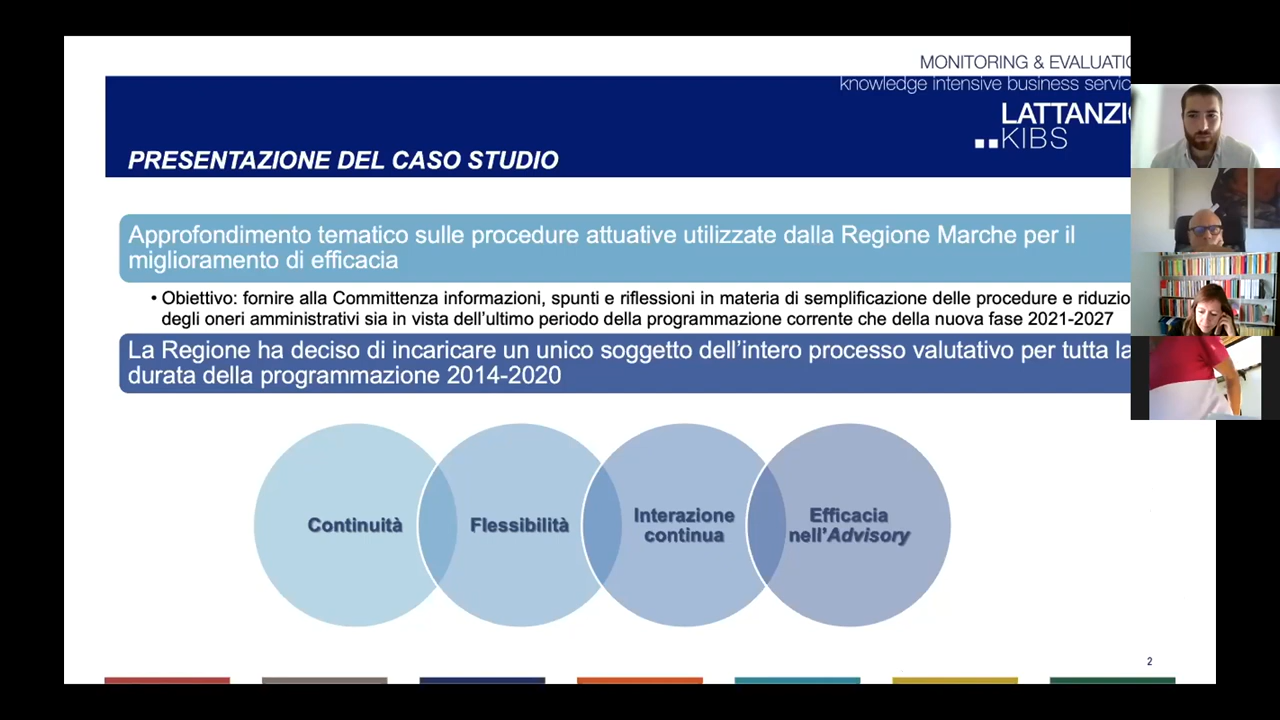 MONITORING & EVALUATIO
knowledge intensive business servic
LATTANZI
KIBS
PRESENTAZIONE DEL CASO STUDIO
Approfondimento tematico sulle procedure attuative utilizzate dalla Regione Marche per il
miglioramento di efficacia
• Obiettivo: fornire alla Committenza informazioni, spunti e riflessioni in materia di semplificazione delle procedure e riduzio
degli oneri amministrativi sia in vista dell'ultimo periodo della programmazione corrente che della nuova fase 2021-2027
La Regione ha deciso di incaricare un unico soggetto dell'intero processo valutativo per tutta la
durata della programmazione 2014-2020
Continuità
Flessibilità
Interazione
continua
Efficacia
nell'Advisory
2